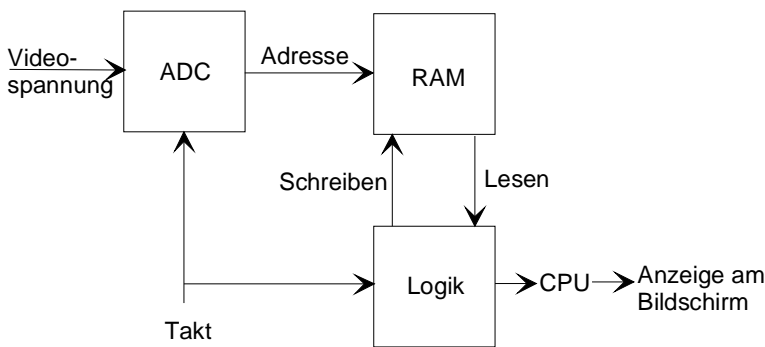 Video-
spannung
ADC
Adresse
RAM
Schreiben
Lesen
Logik
CPU
Anzeige am
Bildschirm
Takt